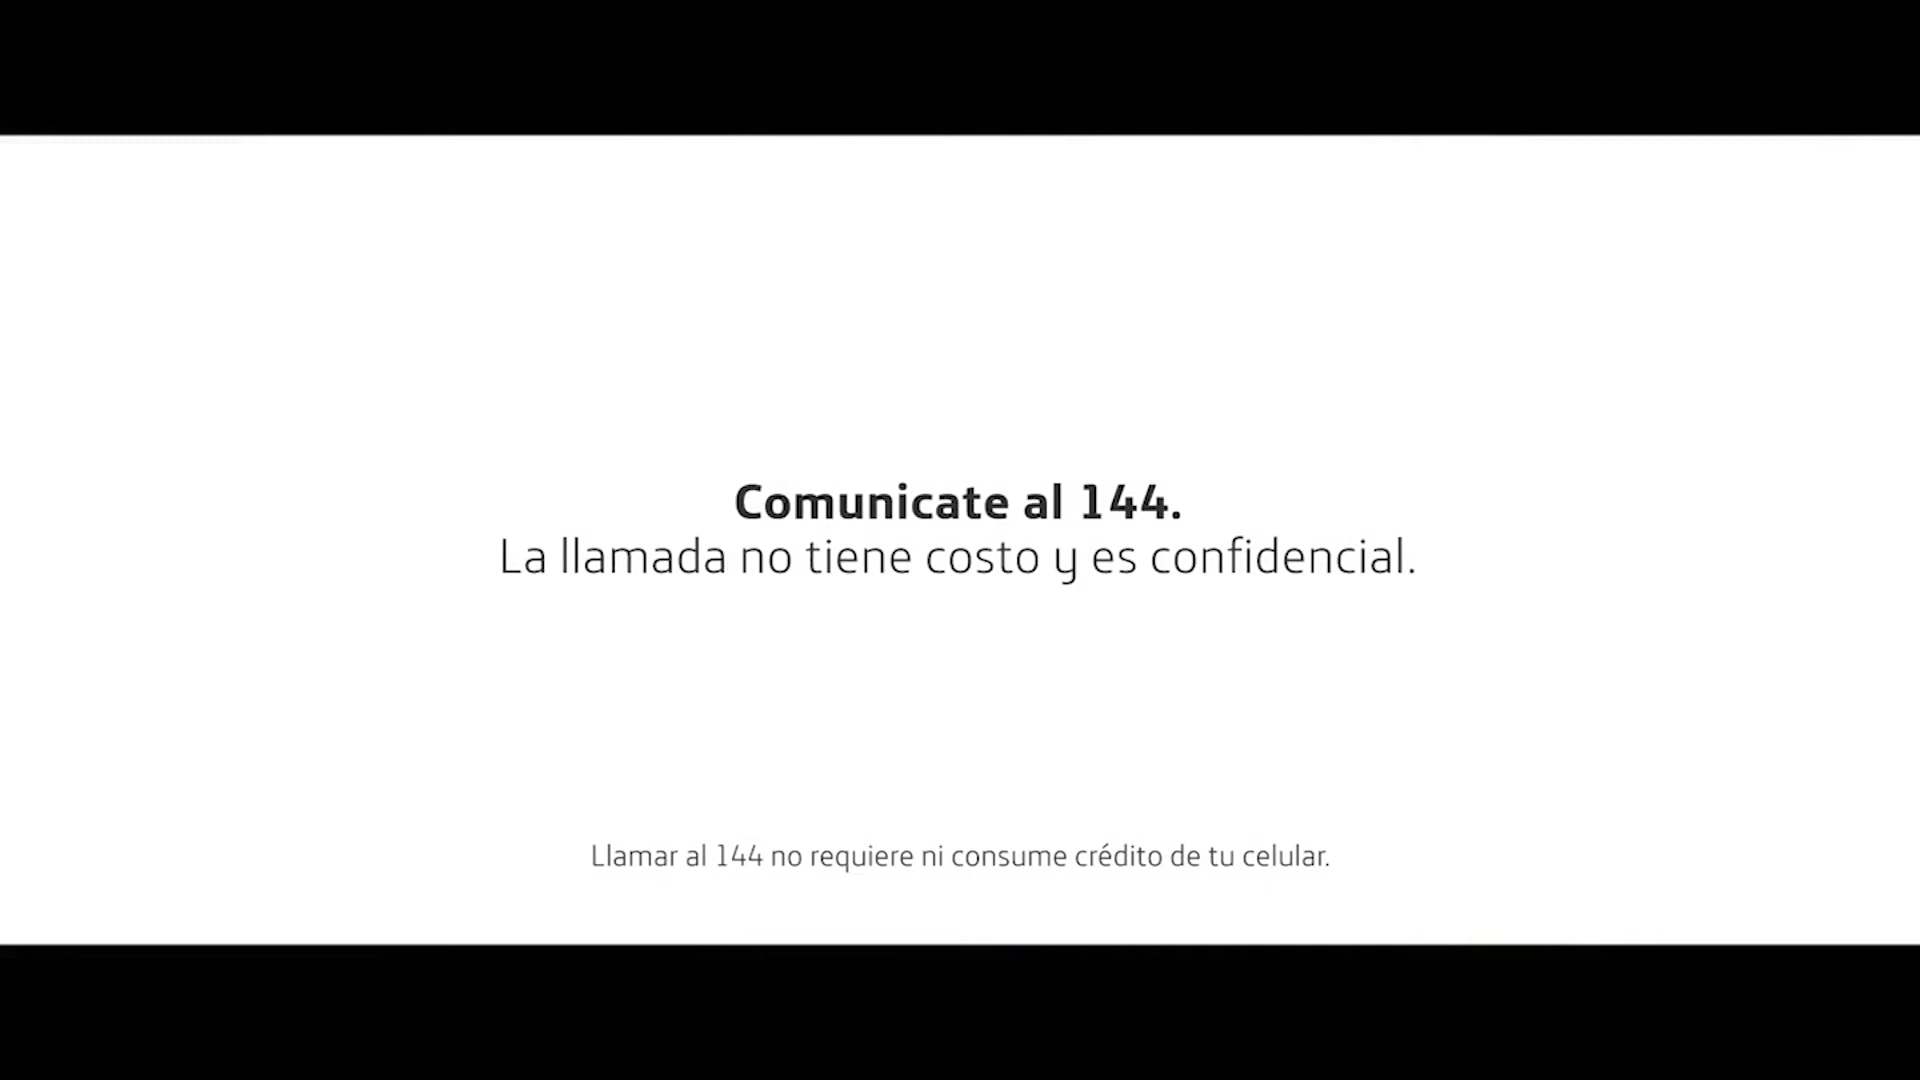 Comunicate al 144.
La llamada no tiene costo y es confidencial.
Llamar al 144 no requiere ni consume crédito de tu celular.